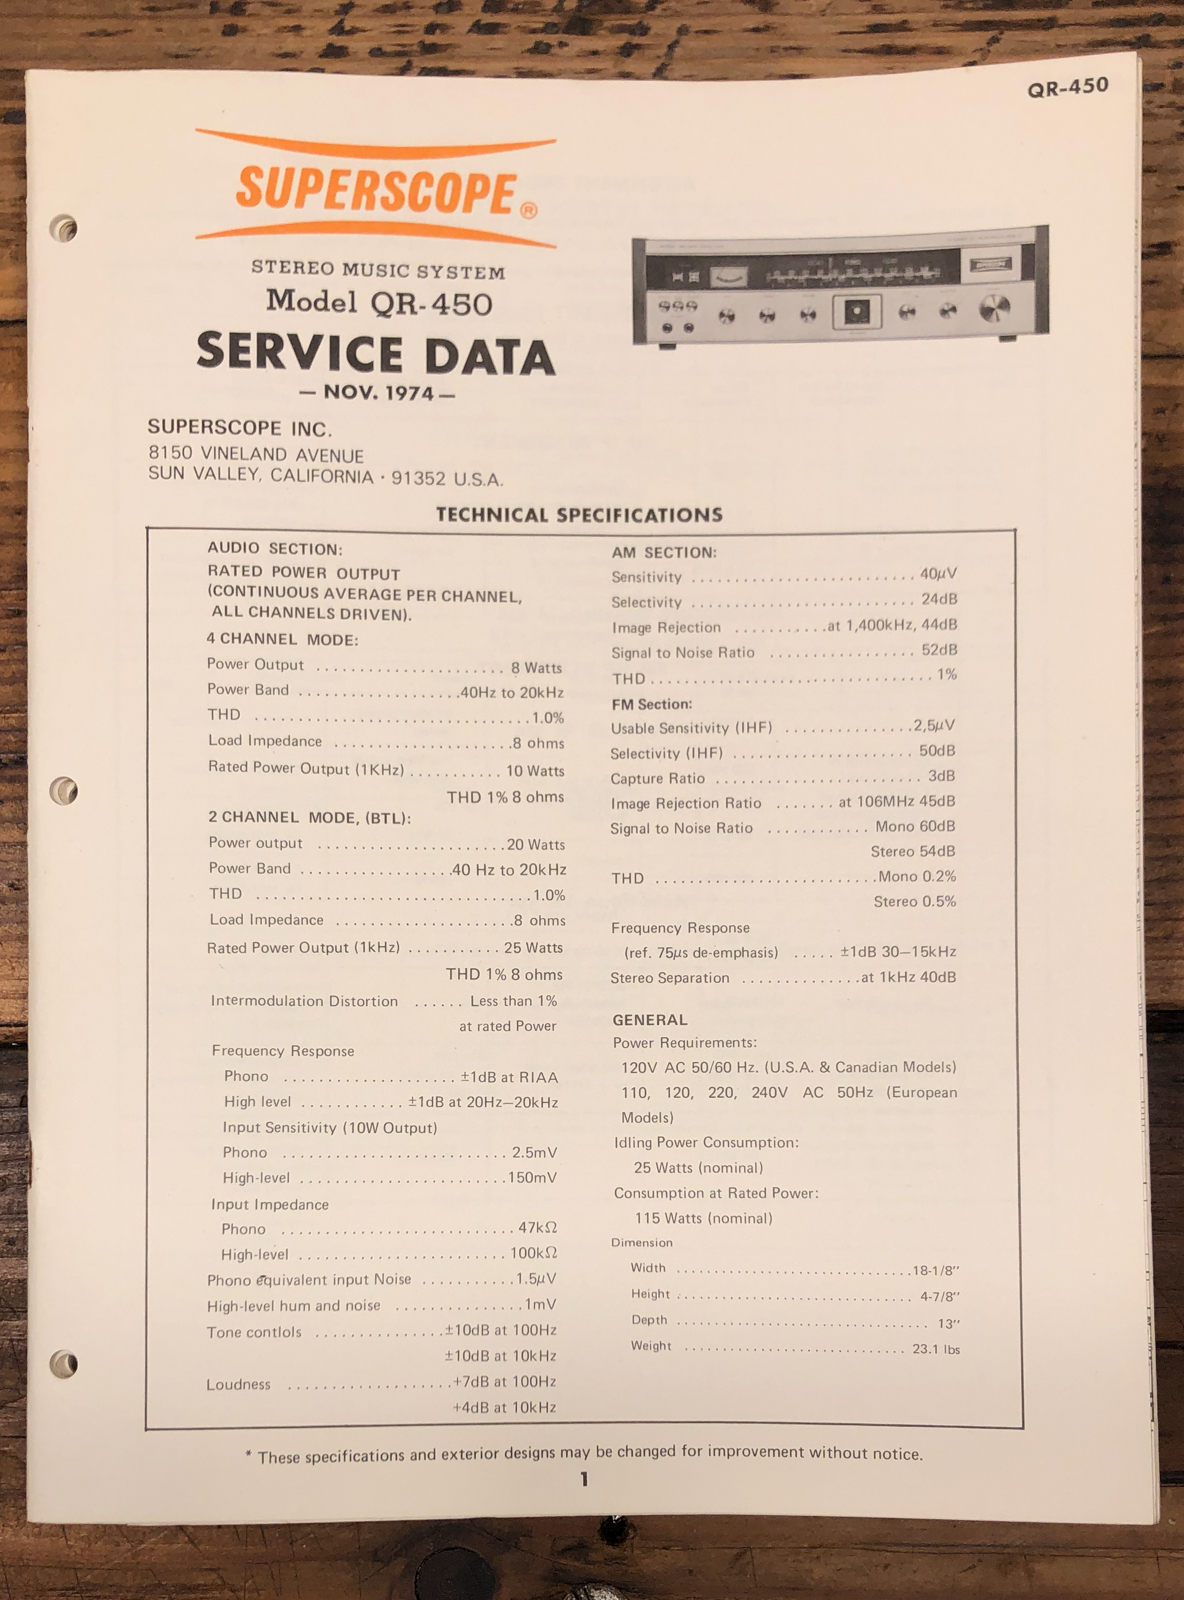 QR-450
SUPERSCOPE®
STEREO MUSIC SYSTEM
Model QR-450
SERVICE DATA
— NOV. 1974 —
SUPERSCOPE INC.
8150 VINELAND AVENUE
SUN VALLEY, CALIFORNIA · 91352 U.S.A.
TECHNICAL SPECIFICATIONS
AUDIO SECTION:
RATED POWER OUTPUT
(CONTINUOUS AVERAGE PER CHANNEL,
ALL CHANNELS DRIVEN).
4 CHANNEL MODE:
Power Output ...................... 8 Watts
Power Band ...................40Hz to 20kHz
THD ................................1.0%
Load Impedance .....................8 ohms
Rated Power Output (1KHz) ........... 10 Watts
THD 1% 8 ohms
2 CHANNEL MODE, (BTL):
Power output ......................20 Watts
Power Band ..................40 Hz to 20kHz
THD ................................1.0%
Load Impedance .....................8 ohms
Rated Power Output (1kHz) ........... 25 Watts
THD 1% 8 ohms
Intermodulation Distortion ...... Less than 1%
at rated Power
Frequency Response
Phono .................... ±1dB at RIAA
High level ............ ±1dB at 20Hz—20kHz
Input Sensitivity (10W Output)
Phono .......................... 2.5mV
High-level ........................150mV
Input Impedance
Phono ........................... 47kΩ
High-level ........................ 100kΩ
Phono equivalent input Noise ...........1.5μV
High-level hum and noise ...............1mV
Tone contlols ...............±10dB at 100Hz
±10dB at 10kHz
Loudness ...................+7dB at 100Hz
+4dB at 10kHz
AM SECTION:
Sensitivity .......................... 40μV
Selectivity .......................... 24dB
Image Rejection ...........at 1,400kHz, 44dB
Signal to Noise Ratio ................. 52dB
THD................................. 1%
FM Section:
Usable Sensitivity (IHF) ...............2,5μV
Selectivity (IHF) ..................... 50dB
Capture Ratio ........................ 3dB
Image Rejection Ratio ....... at 106MHz 45dB
Signal to Noise Ratio ............ Mono 60dB
Stereo 54dB
THD ..........................Mono 0.2%
Stereo 0.5%
Frequency Response
(ref. 75μs de-emphasis) ..... ±1dB 30—15kHz
Stereo Separation ..............at 1kHz 40dB
GENERAL
Power Requirements:
120V AC 50/60 Hz. (U.S.A. & Canadian Models)
110, 120, 220, 240V AC 50Hz (European
Models)
Idling Power Consumption:
25 Watts (nominal)
Consumption at Rated Power:
115 Watts (nominal)
Dimension
Width ...........................18-1/8″
Height ........................... 4-7/8″
Depth ............................. 13″
Weight .......................... 23.1 lbs
* These specifications and exterior designs may be changed for improvement without notice.
1